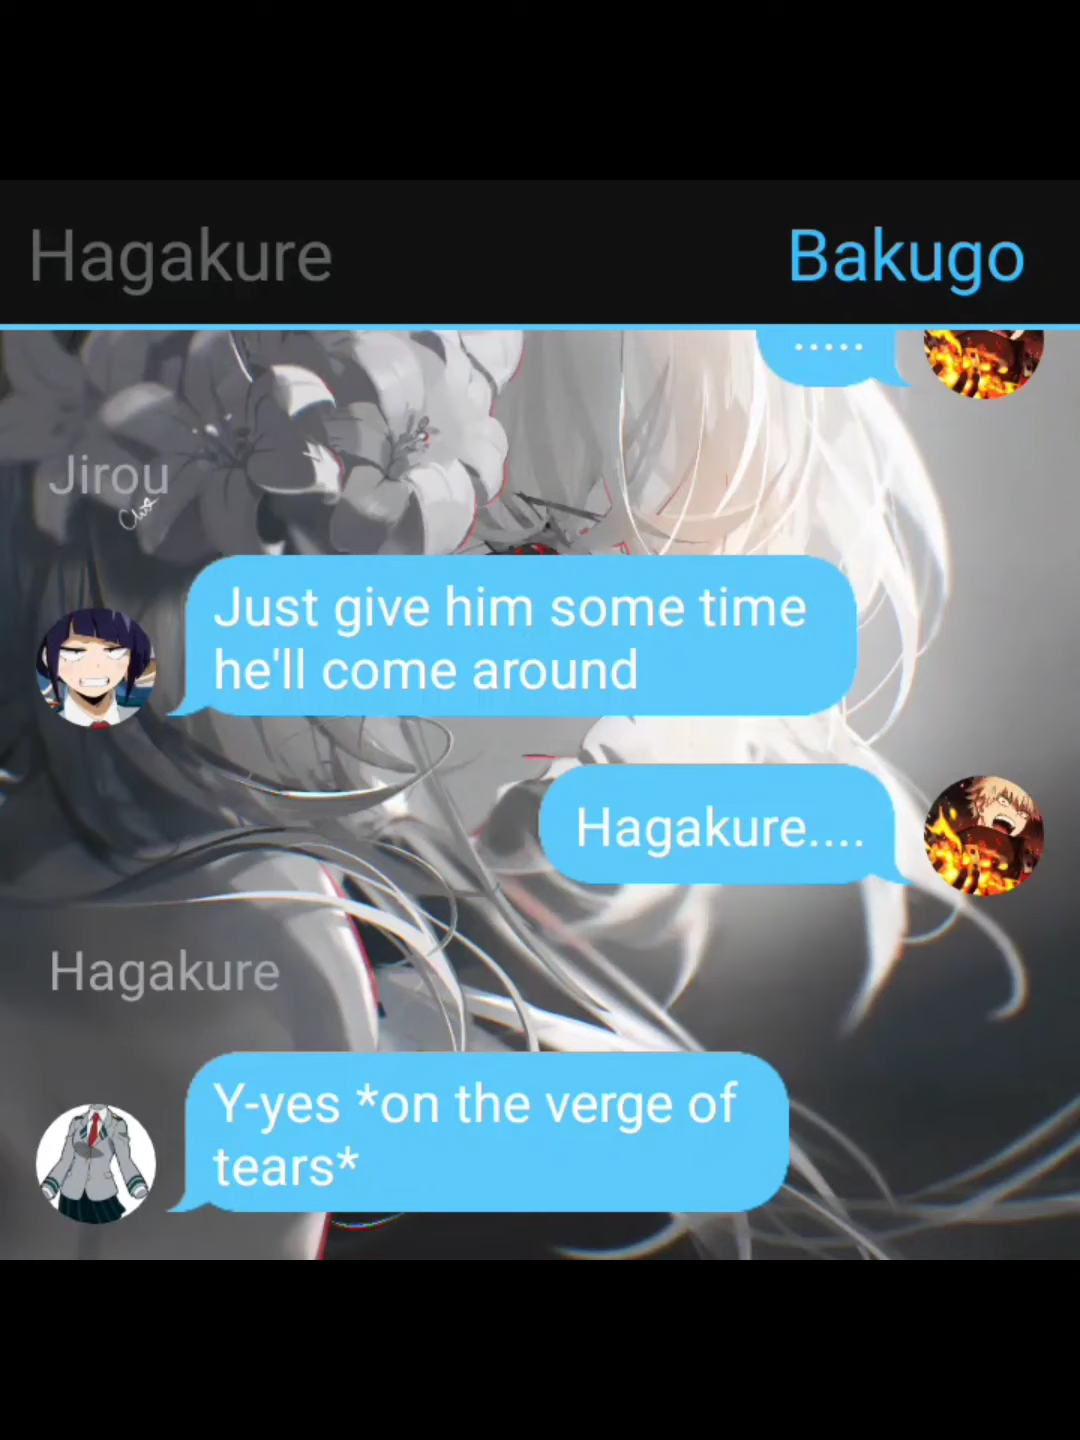 Hagakure
Bakugo
.....
Jirou
Just give him some time
he'll come around
Hagakure....
Hagakure
Y-yes *on the verge of
tears*